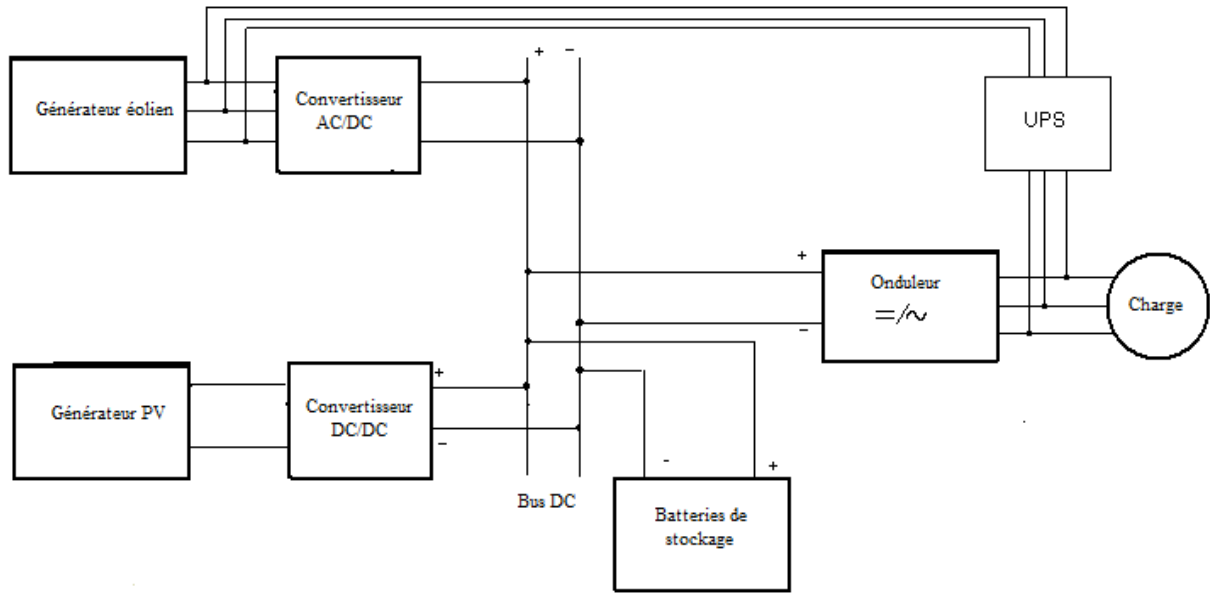 + −
Générateur éolien
Convertisseur
AC/DC
UPS
+
Onduleur
=/~
−
Charge
Générateur PV
+
Convertisseur
DC/DC
−
- +
Bus DC
Batteries de
stockage